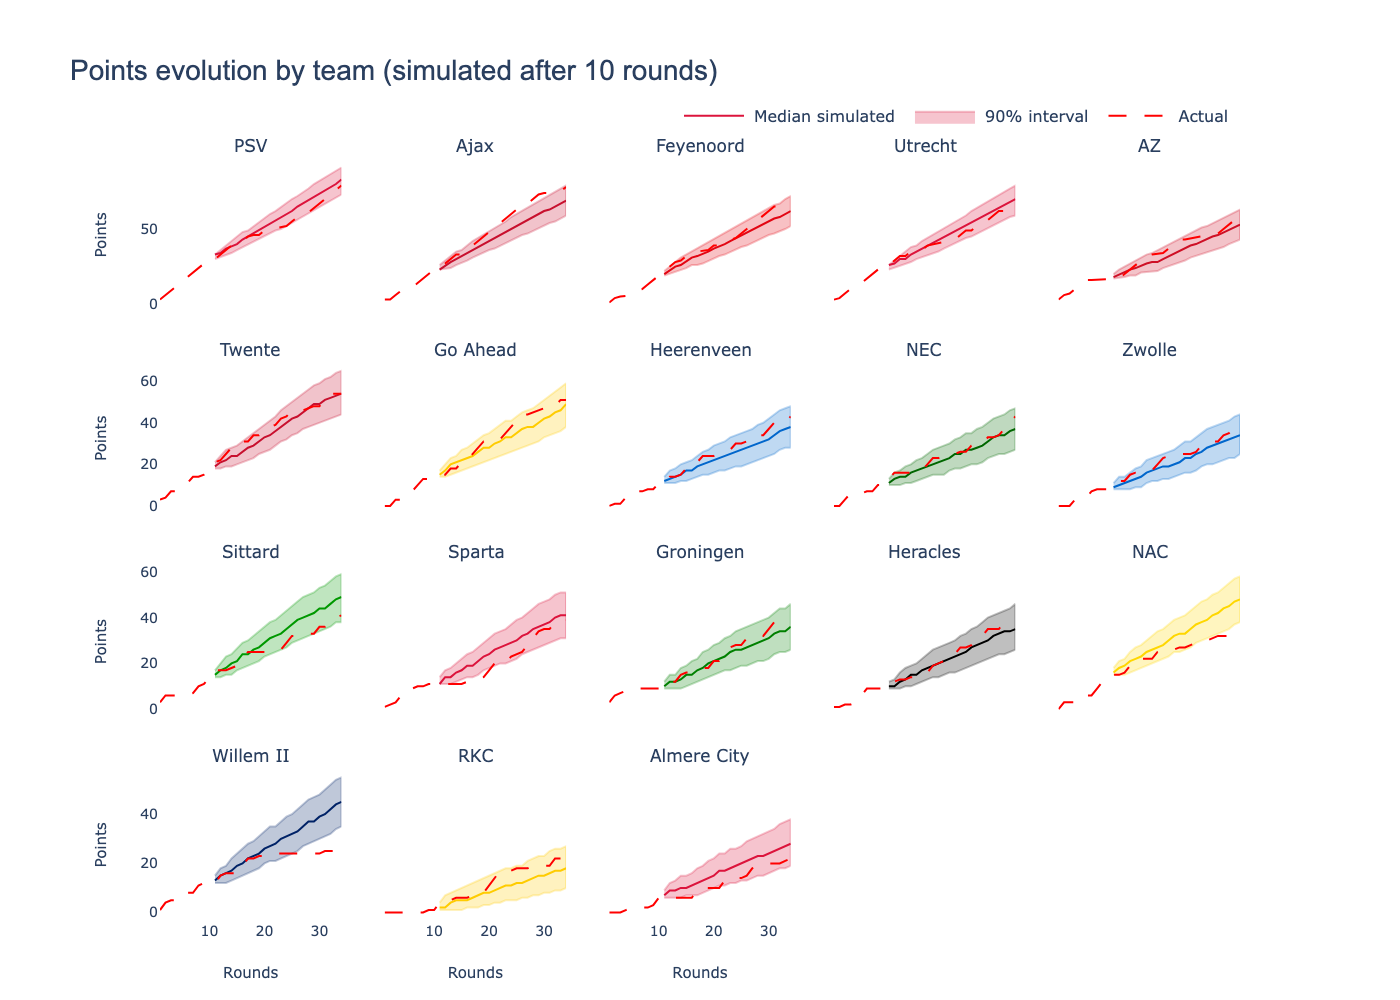 Points evolution by team (simulated after 10 rounds)
Median simulated 90% interval Actual
PSV Ajax Feyenoord Utrecht AZ
Points
50
0
Twente Go Ahead Heerenveen NEC Zwolle
Points
60
40
20
0
Sittard Sparta Groningen Heracles NAC
Points
60
40
20
0
Willem II RKC Almere City
Points
40
20
0
10 20 30 10 20 30 10 20 30
Rounds Rounds Rounds